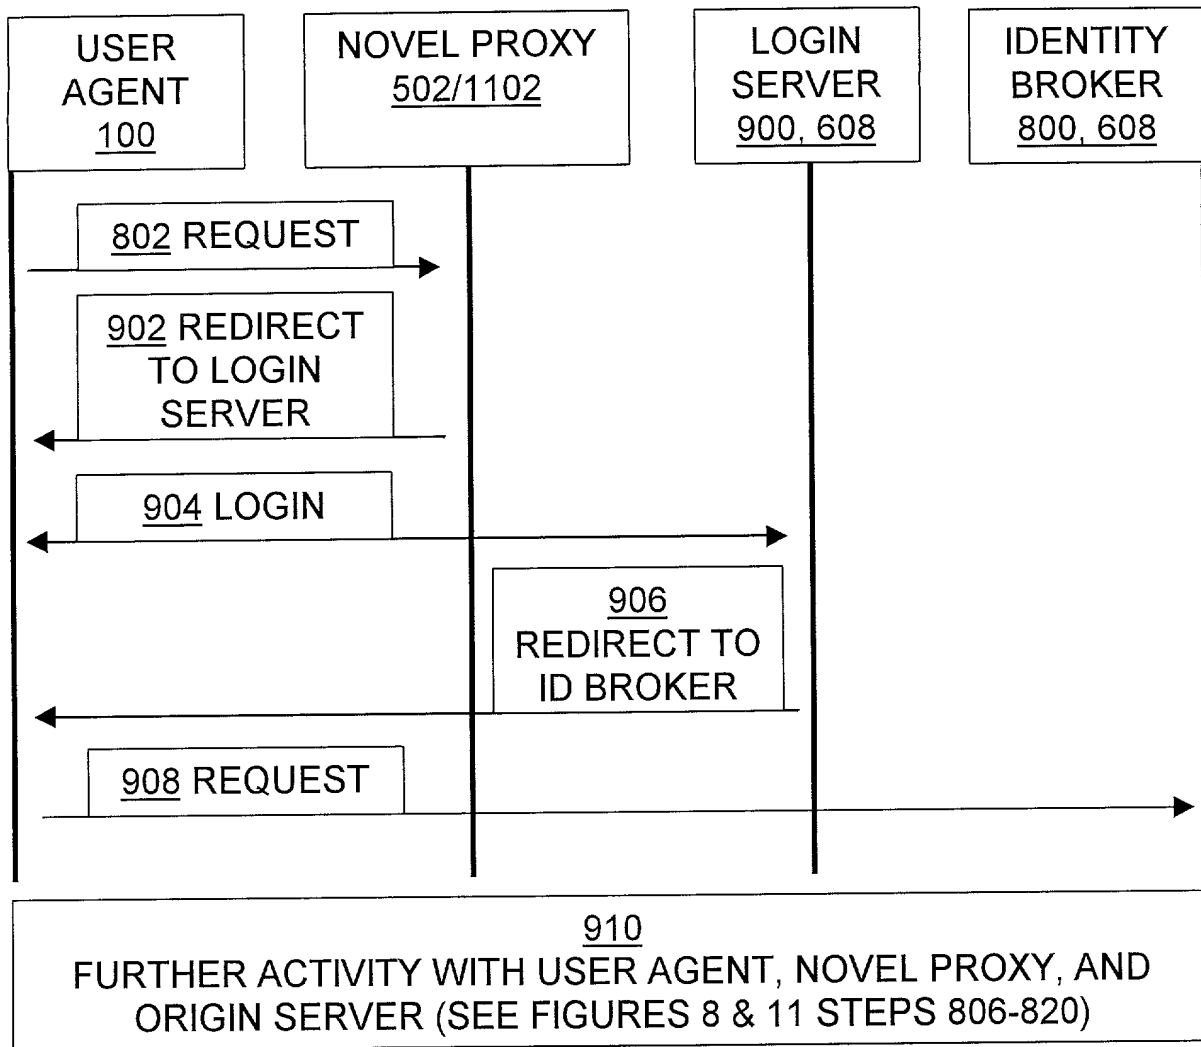 USER
AGENT
100
NOVEL PROXY
502/1102
LOGIN
SERVER
900, 608
IDENTITY
BROKER
800, 608
802 REQUEST
902 REDIRECT
TO LOGIN
SERVER
904 LOGIN
906
REDIRECT TO
ID BROKER
908 REQUEST
910
FURTHER ACTIVITY WITH USER AGENT, NOVEL PROXY, AND
ORIGIN SERVER (SEE FIGURES 8 & 11 STEPS 806-820)